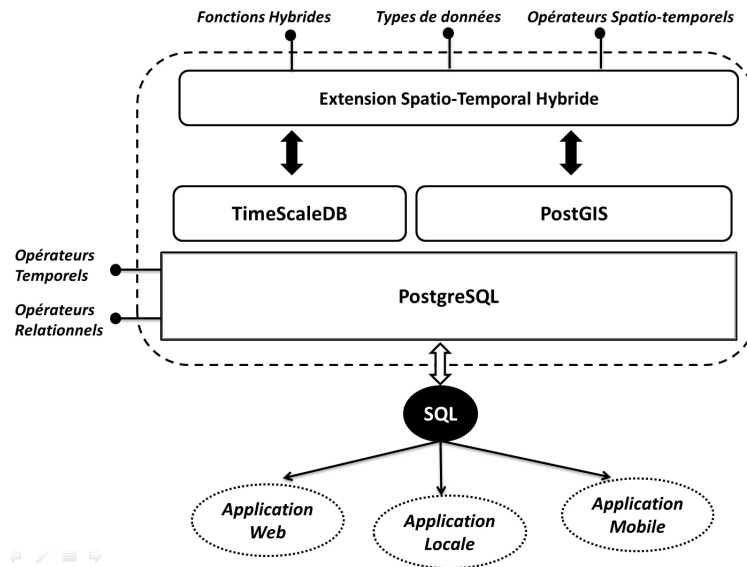 Fonctions Hybrides
Types de données
Opérateurs Spatio-temporels
Extension Spatio-Temporal Hybride
TimeScaleDB
PostGIS
Opérateurs
Temporels
PostgreSQL
Opérateurs
Relationnels
SQL
Application
Web
Application
Locale
Application
Mobile